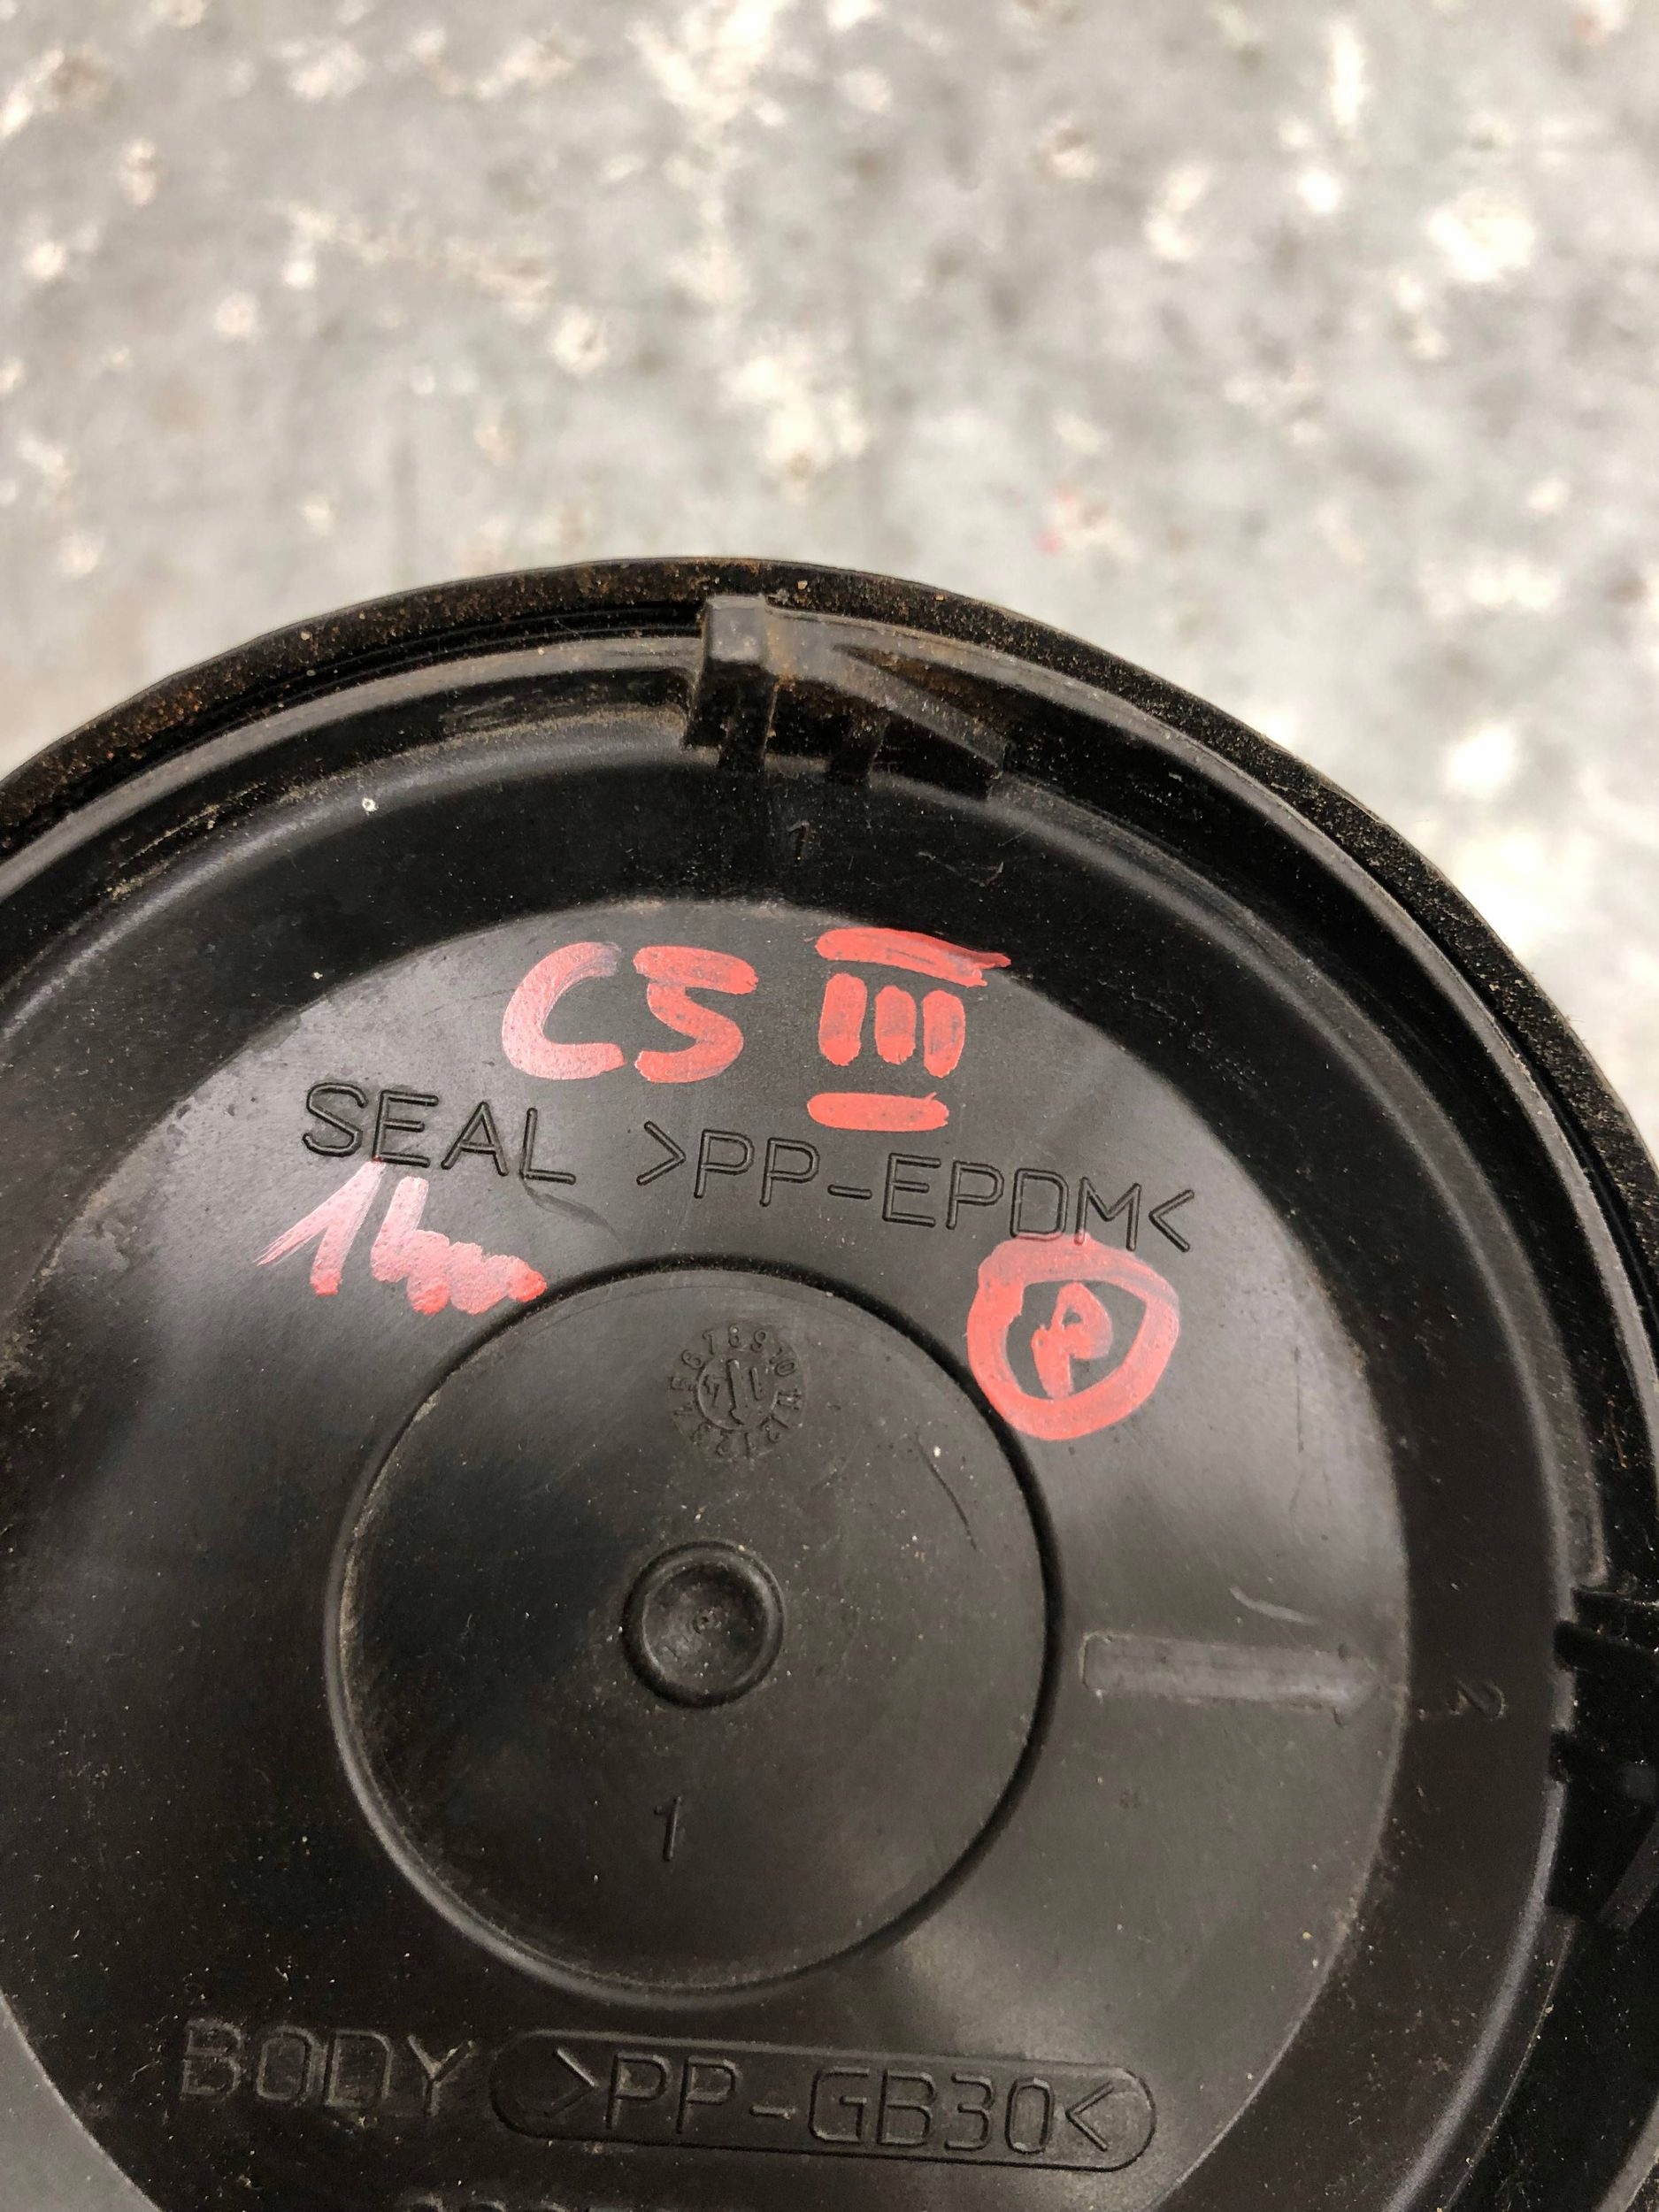 1
C5 III
SEAL >PP-EPDM<
P
1
2
BODY >PP-GB30<